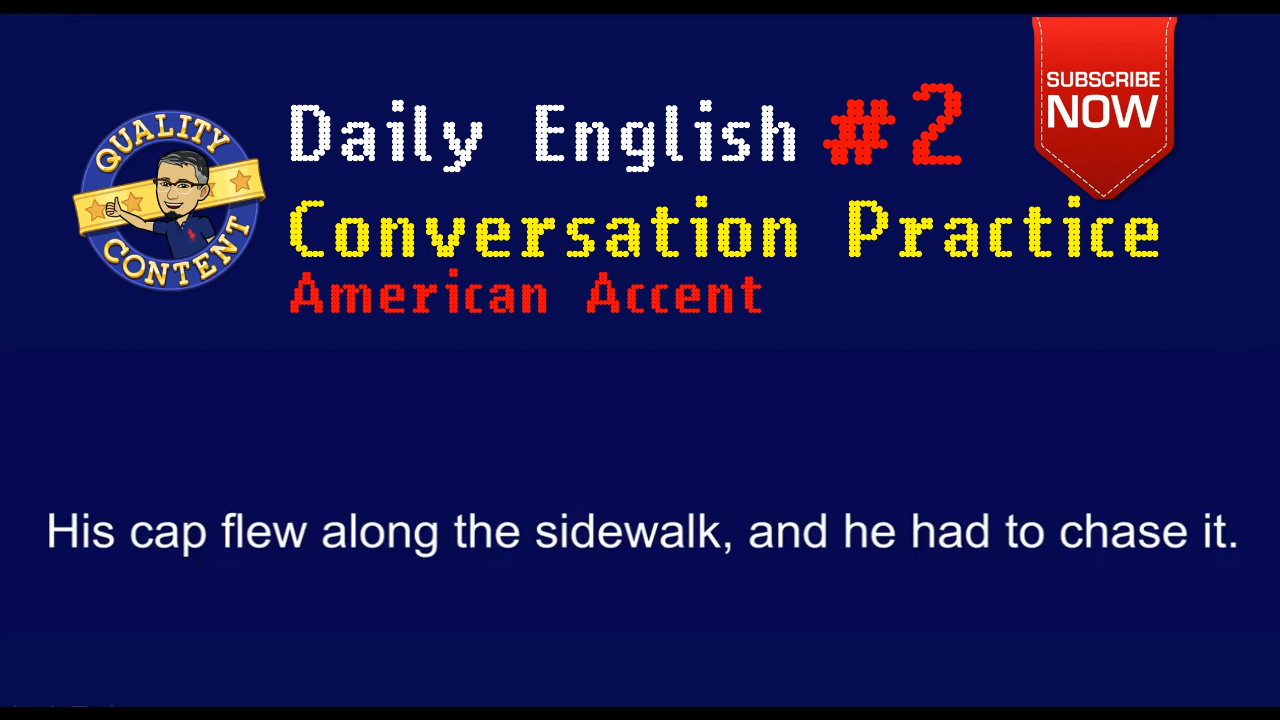 SUBSCRIBE
NOW
QUALITY
CONTENT
Daily English #2
Conversation Practice
American Accent
His cap flew along the sidewalk, and he had to chase it.